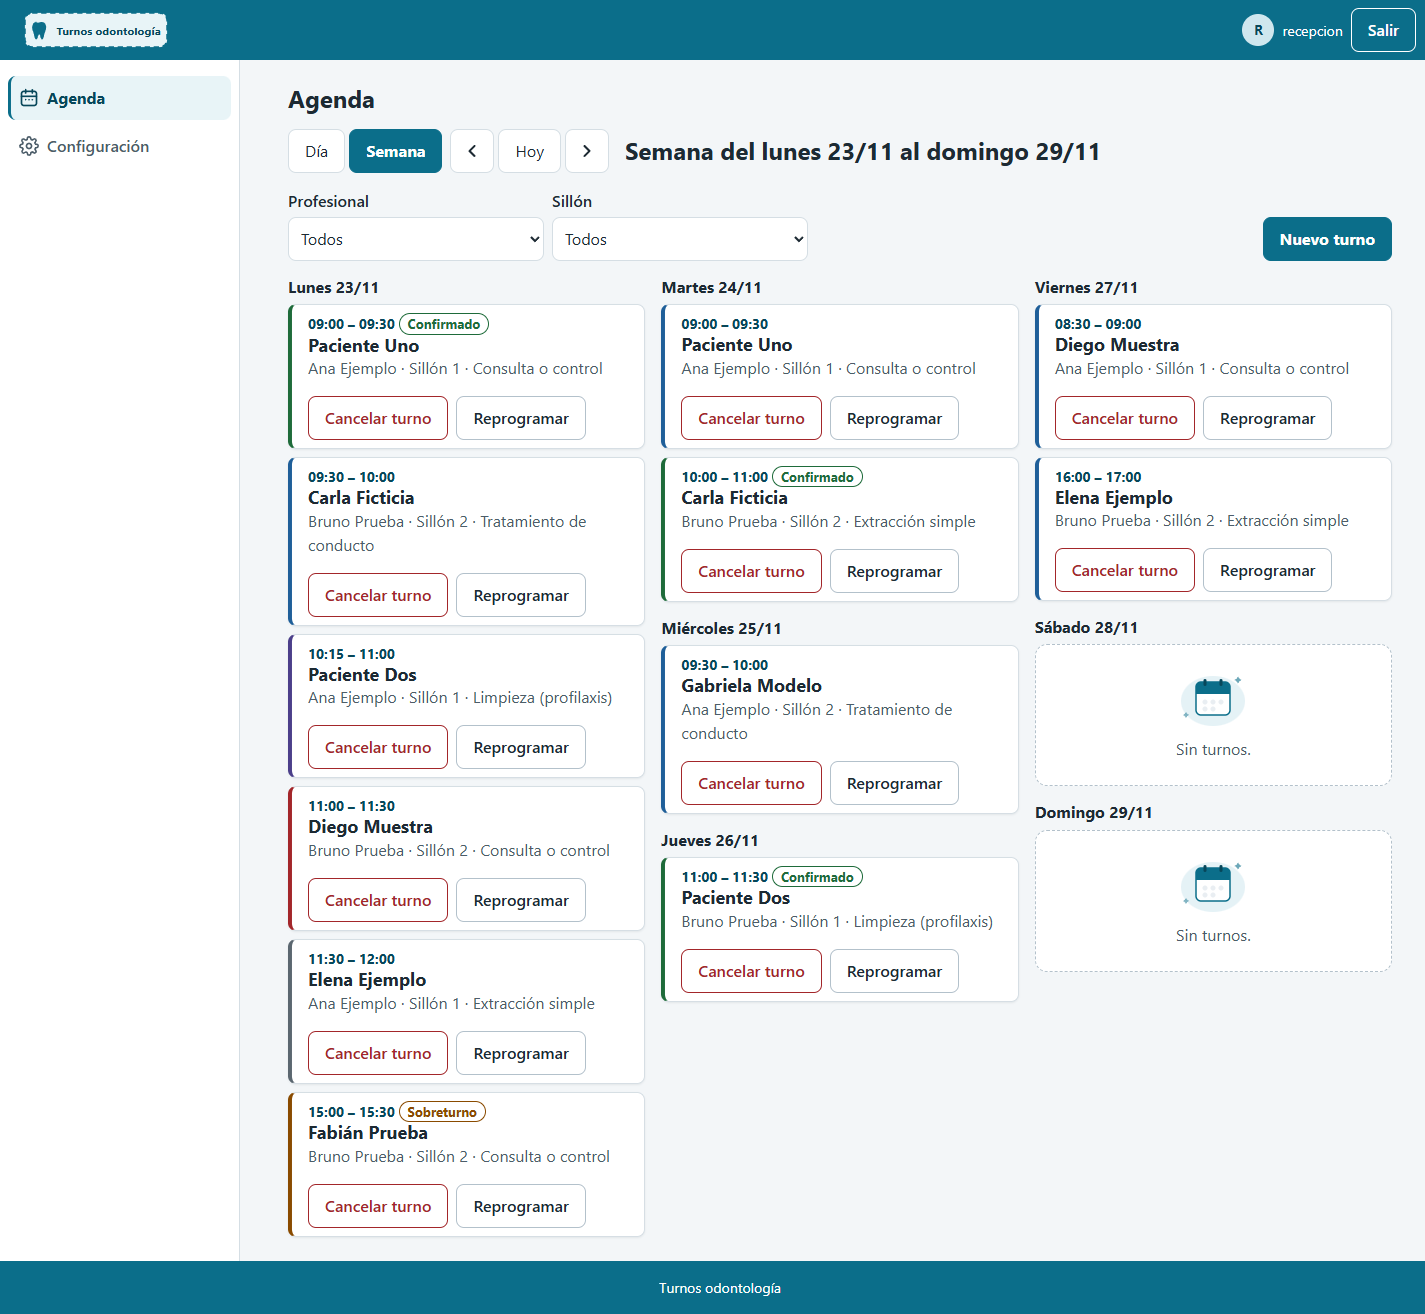 Turnos odontología
R
recepcion
Salir
Agenda
Configuración
Agenda
Día
Semana
Hoy
Semana del lunes 23/11 al domingo 29/11
Profesional
Sillón
Todos
Todos
Nuevo turno
Lunes 23/11
09:00 – 09:30 Confirmado
Paciente Uno
Ana Ejemplo · Sillón 1 · Consulta o control
Cancelar turno
Reprogramar
09:30 – 10:00
Carla Ficticia
Bruno Prueba · Sillón 2 · Tratamiento de
conducto
Cancelar turno
Reprogramar
10:15 – 11:00
Paciente Dos
Ana Ejemplo · Sillón 1 · Limpieza (profilaxis)
Cancelar turno
Reprogramar
11:00 – 11:30
Diego Muestra
Bruno Prueba · Sillón 2 · Consulta o control
Cancelar turno
Reprogramar
11:30 – 12:00
Elena Ejemplo
Ana Ejemplo · Sillón 1 · Extracción simple
Cancelar turno
Reprogramar
15:00 – 15:30 Sobreturno
Fabián Prueba
Bruno Prueba · Sillón 2 · Consulta o control
Cancelar turno
Reprogramar
Martes 24/11
09:00 – 09:30
Paciente Uno
Ana Ejemplo · Sillón 1 · Consulta o control
Cancelar turno
Reprogramar
10:00 – 11:00 Confirmado
Carla Ficticia
Bruno Prueba · Sillón 2 · Extracción simple
Cancelar turno
Reprogramar
Miércoles 25/11
09:30 – 10:00
Gabriela Modelo
Ana Ejemplo · Sillón 2 · Tratamiento de
conducto
Cancelar turno
Reprogramar
Jueves 26/11
11:00 – 11:30 Confirmado
Paciente Dos
Bruno Prueba · Sillón 1 · Limpieza (profilaxis)
Cancelar turno
Reprogramar
Viernes 27/11
08:30 – 09:00
Diego Muestra
Ana Ejemplo · Sillón 1 · Consulta o control
Cancelar turno
Reprogramar
16:00 – 17:00
Elena Ejemplo
Bruno Prueba · Sillón 2 · Extracción simple
Cancelar turno
Reprogramar
Sábado 28/11
Sin turnos.
Domingo 29/11
Sin turnos.
Turnos odontología